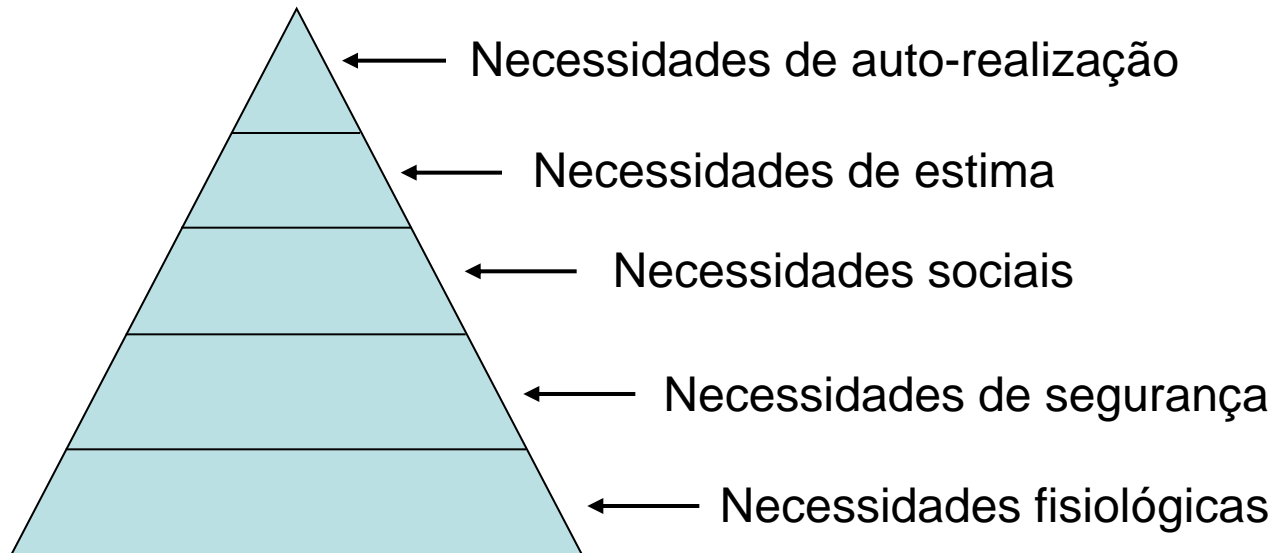 Necessidades de auto-realização
Necessidades de estima
Necessidades sociais
Necessidades de segurança
Necessidades fisiológicas